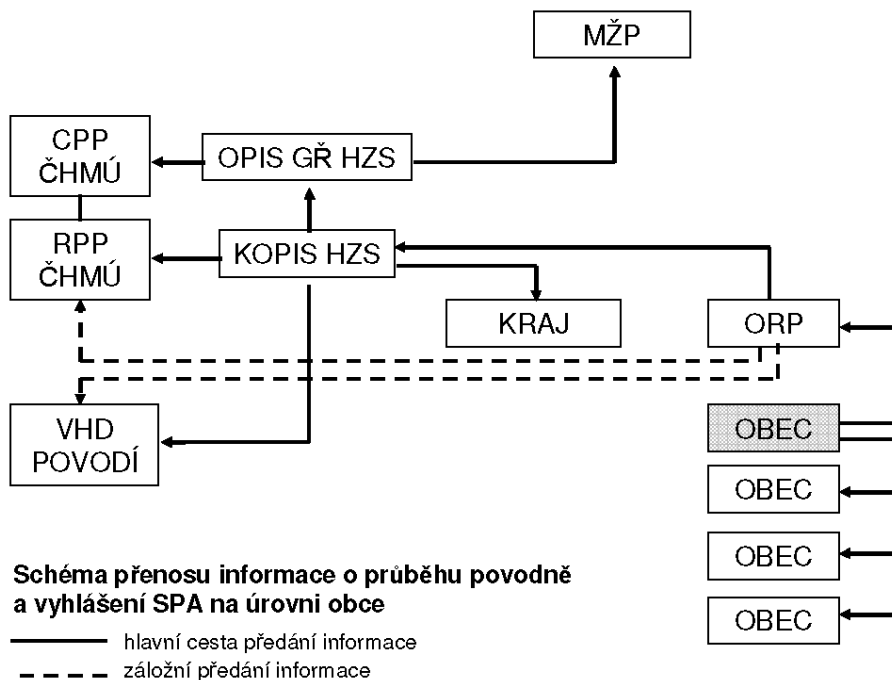 MŽP
CPP
ČHMÚ
OPIS GŘ HZS
RPP
ČHMÚ
KOPIS HZS
KRAJ
ORP
VHD
POVODÍ
OBEC
OBEC
OBEC
OBEC
Schéma přenosu informace o průběhu povodně
a vyhlášení SPA na úrovni obce
hlavní cesta předání informace
záložní předání informace